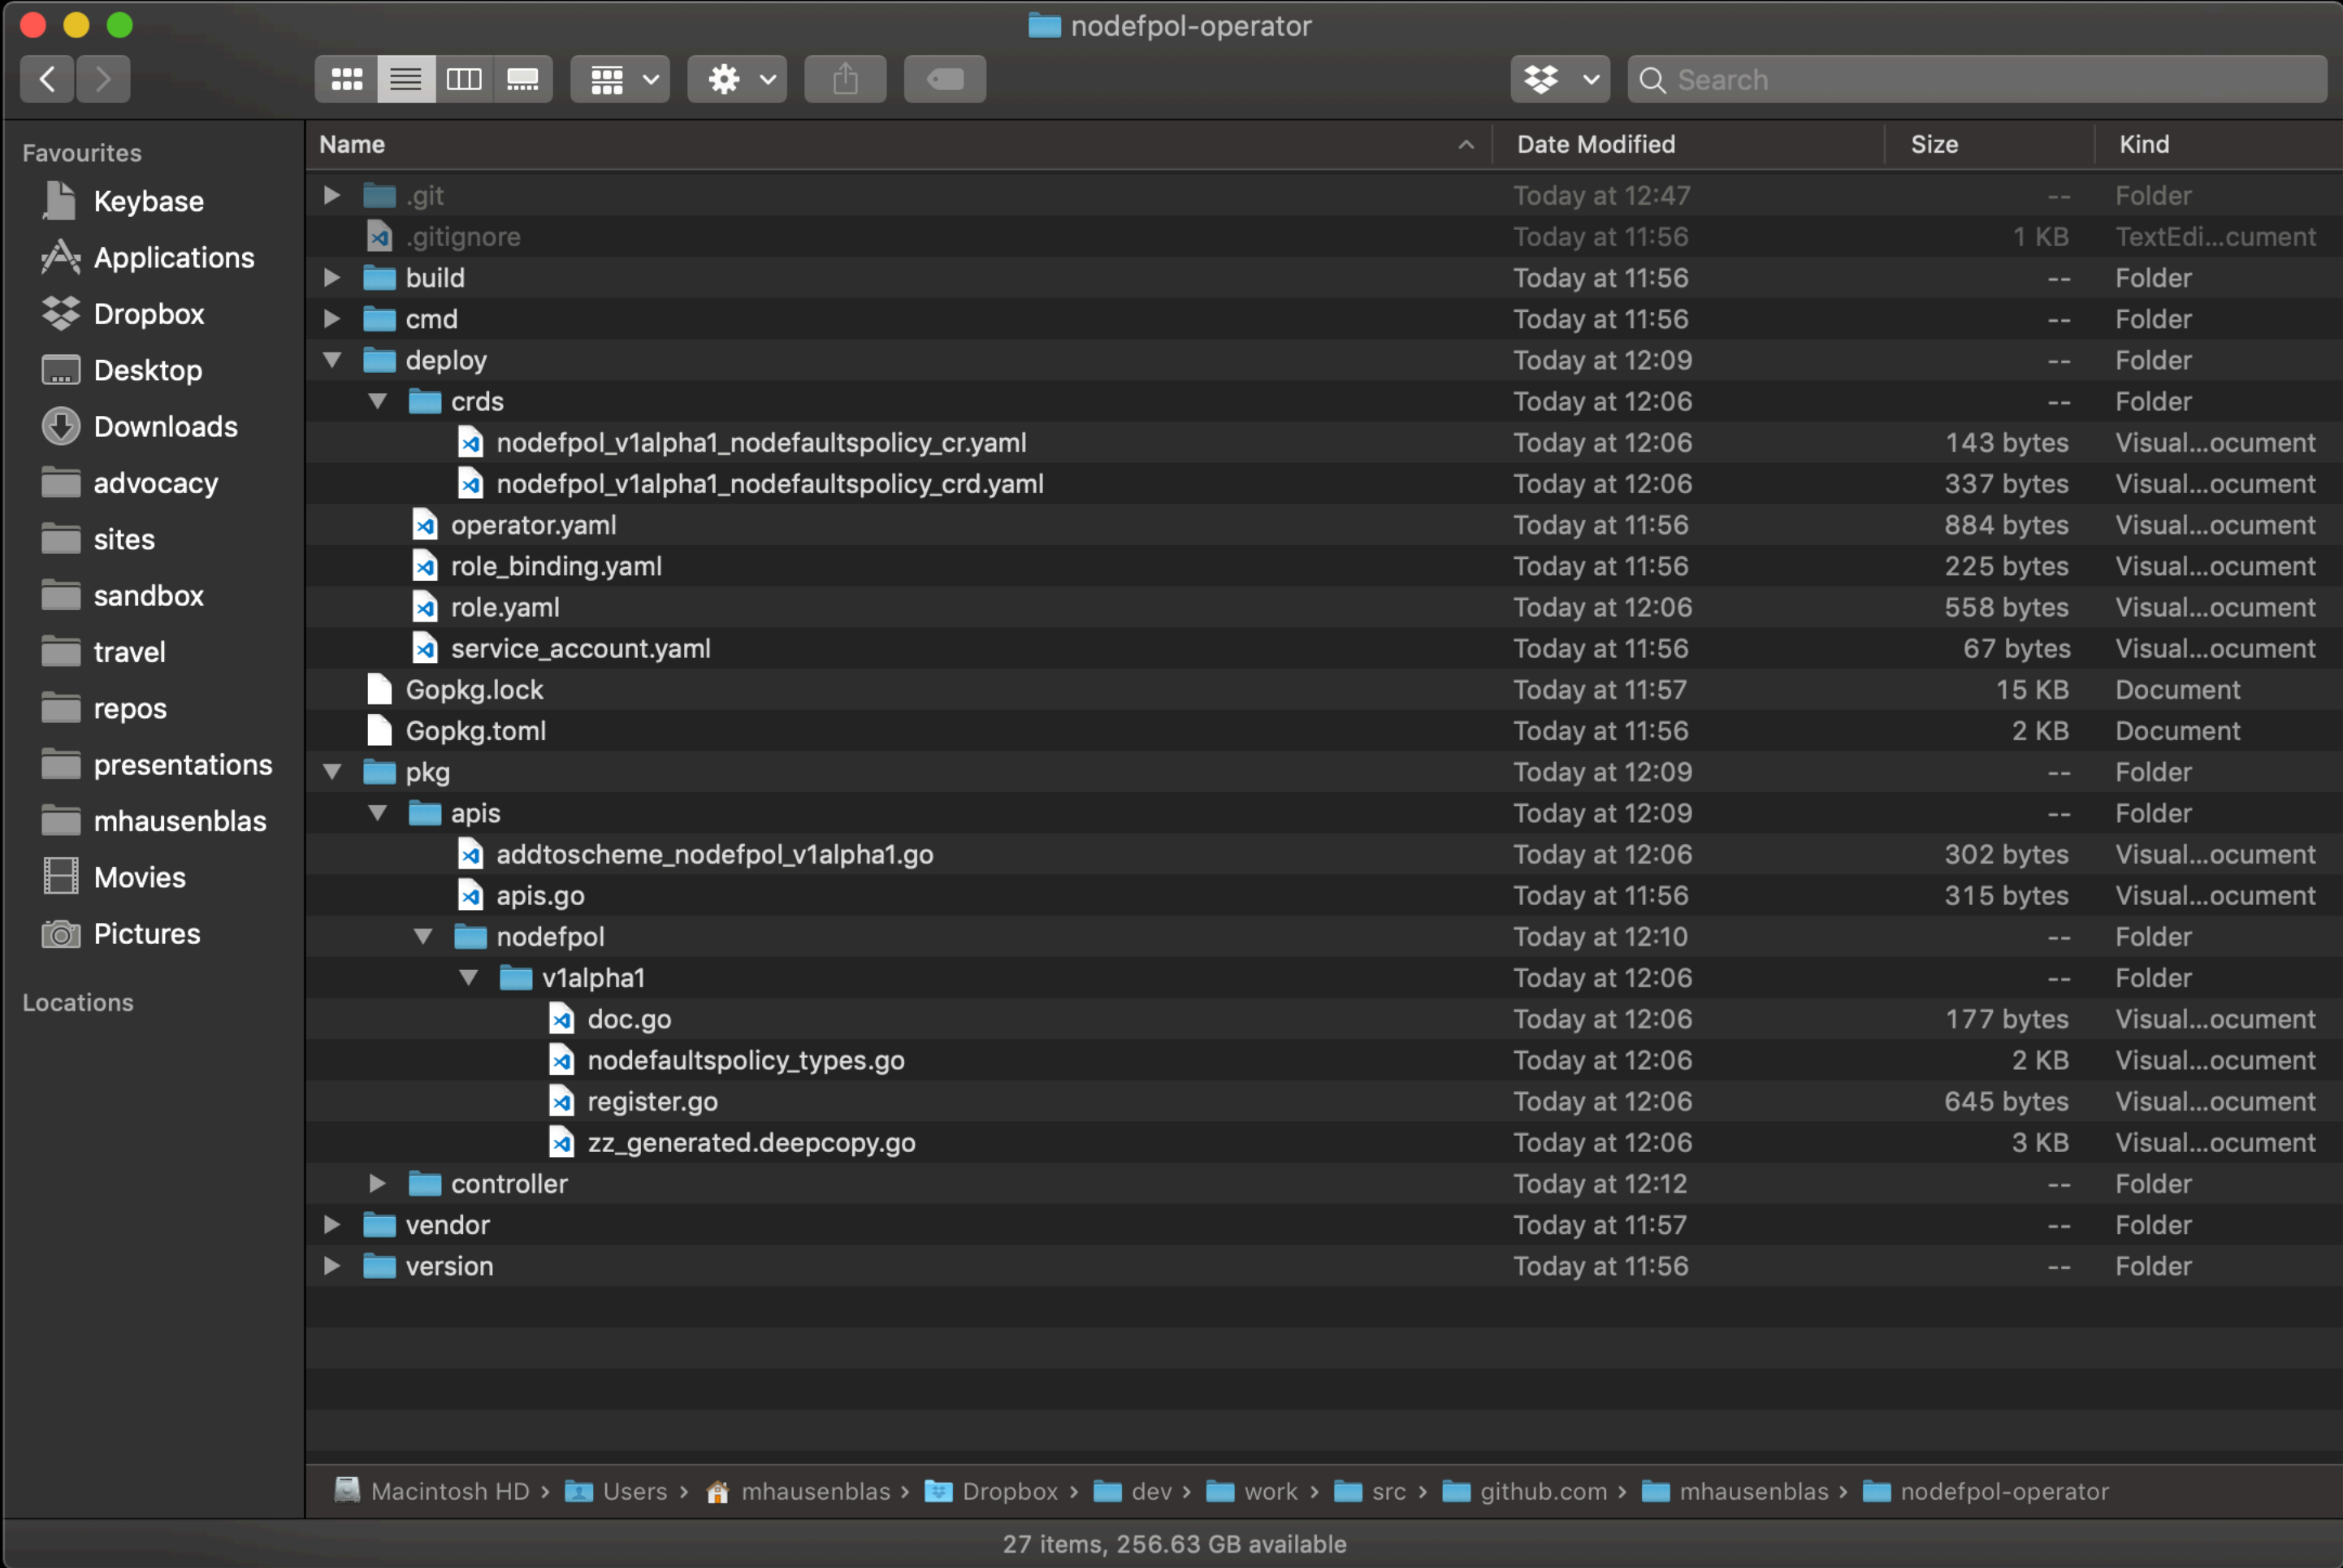 nodefpol-operator
Search
Favourites
Keybase
Applications
Dropbox
Desktop
Downloads
advocacy
sites
sandbox
travel
repos
presentations
mhausenblas
Movies
Pictures
Locations
Name Date Modified Size Kind
.git Today at 12:47 -- Folder
.gitignore Today at 11:56 1 KB TextEdi...cument
build Today at 11:56 -- Folder
cmd Today at 11:56 -- Folder
deploy Today at 12:09 -- Folder
crds Today at 12:06 -- Folder
nodefpol_v1alpha1_nodefaultspolicy_cr.yaml Today at 12:06 143 bytes Visual...ocument
nodefpol_v1alpha1_nodefaultspolicy_crd.yaml Today at 12:06 337 bytes Visual...ocument
operator.yaml Today at 11:56 884 bytes Visual...ocument
role_binding.yaml Today at 11:56 225 bytes Visual...ocument
role.yaml Today at 12:06 558 bytes Visual...ocument
service_account.yaml Today at 11:56 67 bytes Visual...ocument
Gopkg.lock Today at 11:57 15 KB Document
Gopkg.toml Today at 11:56 2 KB Document
pkg Today at 12:09 -- Folder
apis Today at 12:09 -- Folder
addtoscheme_nodefpol_v1alpha1.go Today at 12:06 302 bytes Visual...ocument
apis.go Today at 11:56 315 bytes Visual...ocument
nodefpol Today at 12:10 -- Folder
v1alpha1 Today at 12:06 -- Folder
doc.go Today at 12:06 177 bytes Visual...ocument
nodefaultspolicy_types.go Today at 12:06 2 KB Visual...ocument
register.go Today at 12:06 645 bytes Visual...ocument
zz_generated.deepcopy.go Today at 12:06 3 KB Visual...ocument
controller Today at 12:12 -- Folder
vendor Today at 11:57 -- Folder
version Today at 11:56 -- Folder
Macintosh HD › Users › mhausenblas › Dropbox › dev › work › src › github.com › mhausenblas › nodefpol-operator
27 items, 256.63 GB available